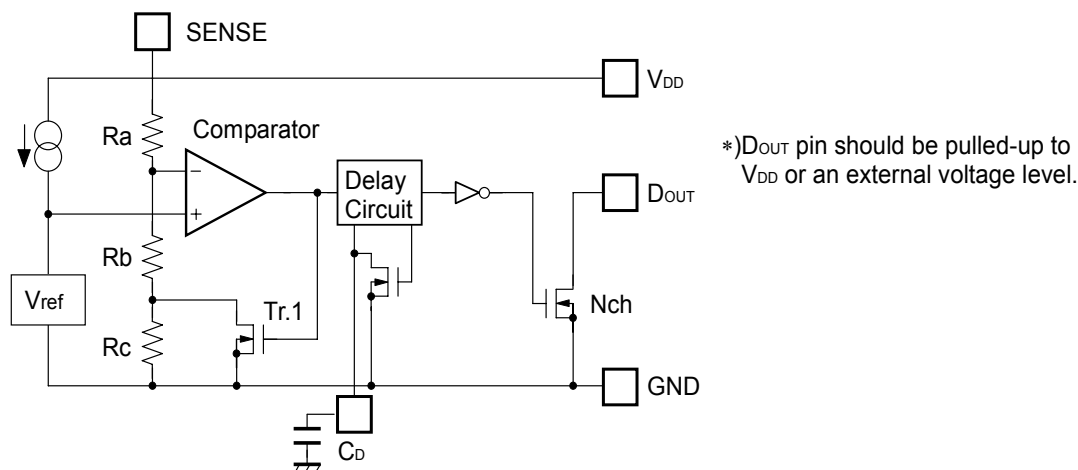 SENSE
VDD
Ra
Comparator
−
+
Delay
Circuit
DOUT
*)DOUT pin should be pulled-up to
VDD or an external voltage level.
Rb
Vref
Tr.1
Nch
Rc
GND
CD